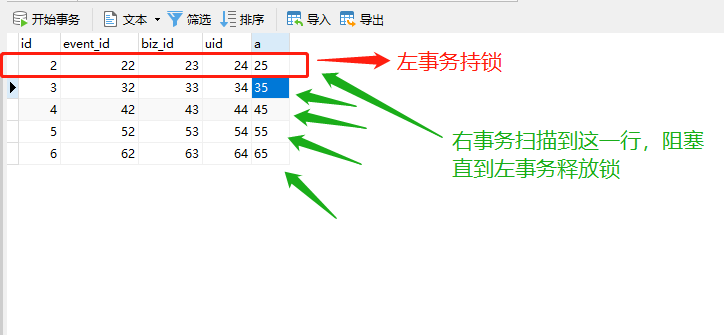 开始事务 文本 筛选 排序 导入 导出
id event_id biz_id uid a
2 22 23 24 25
左事务持锁
3 32 33 34 35
4 42 43 44 45
5 52 53 54 55
6 62 63 64 65
右事务扫描到这一行，阻塞
直到左事务释放锁